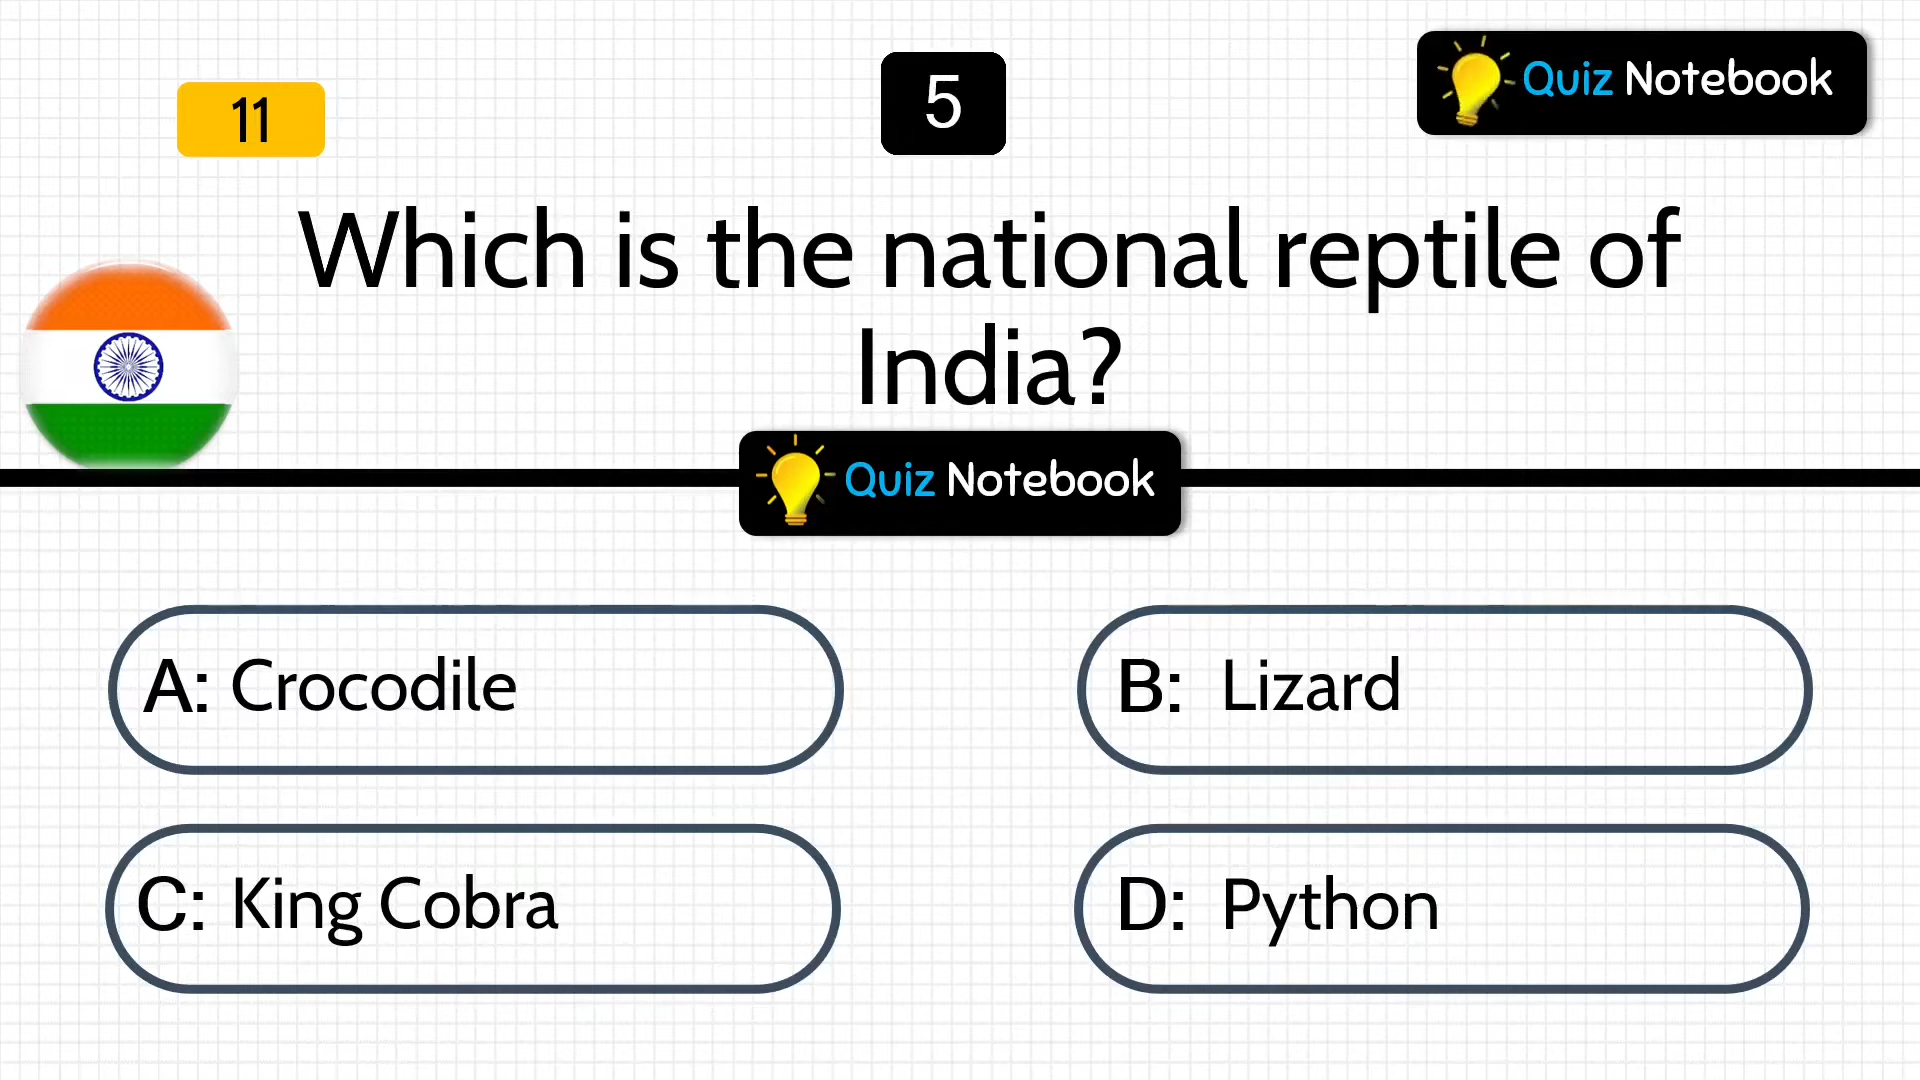 11
5
Quiz Notebook
Which is the national reptile of
India?
Quiz Notebook
A: Crocodile
B: Lizard
C: King Cobra
D: Python